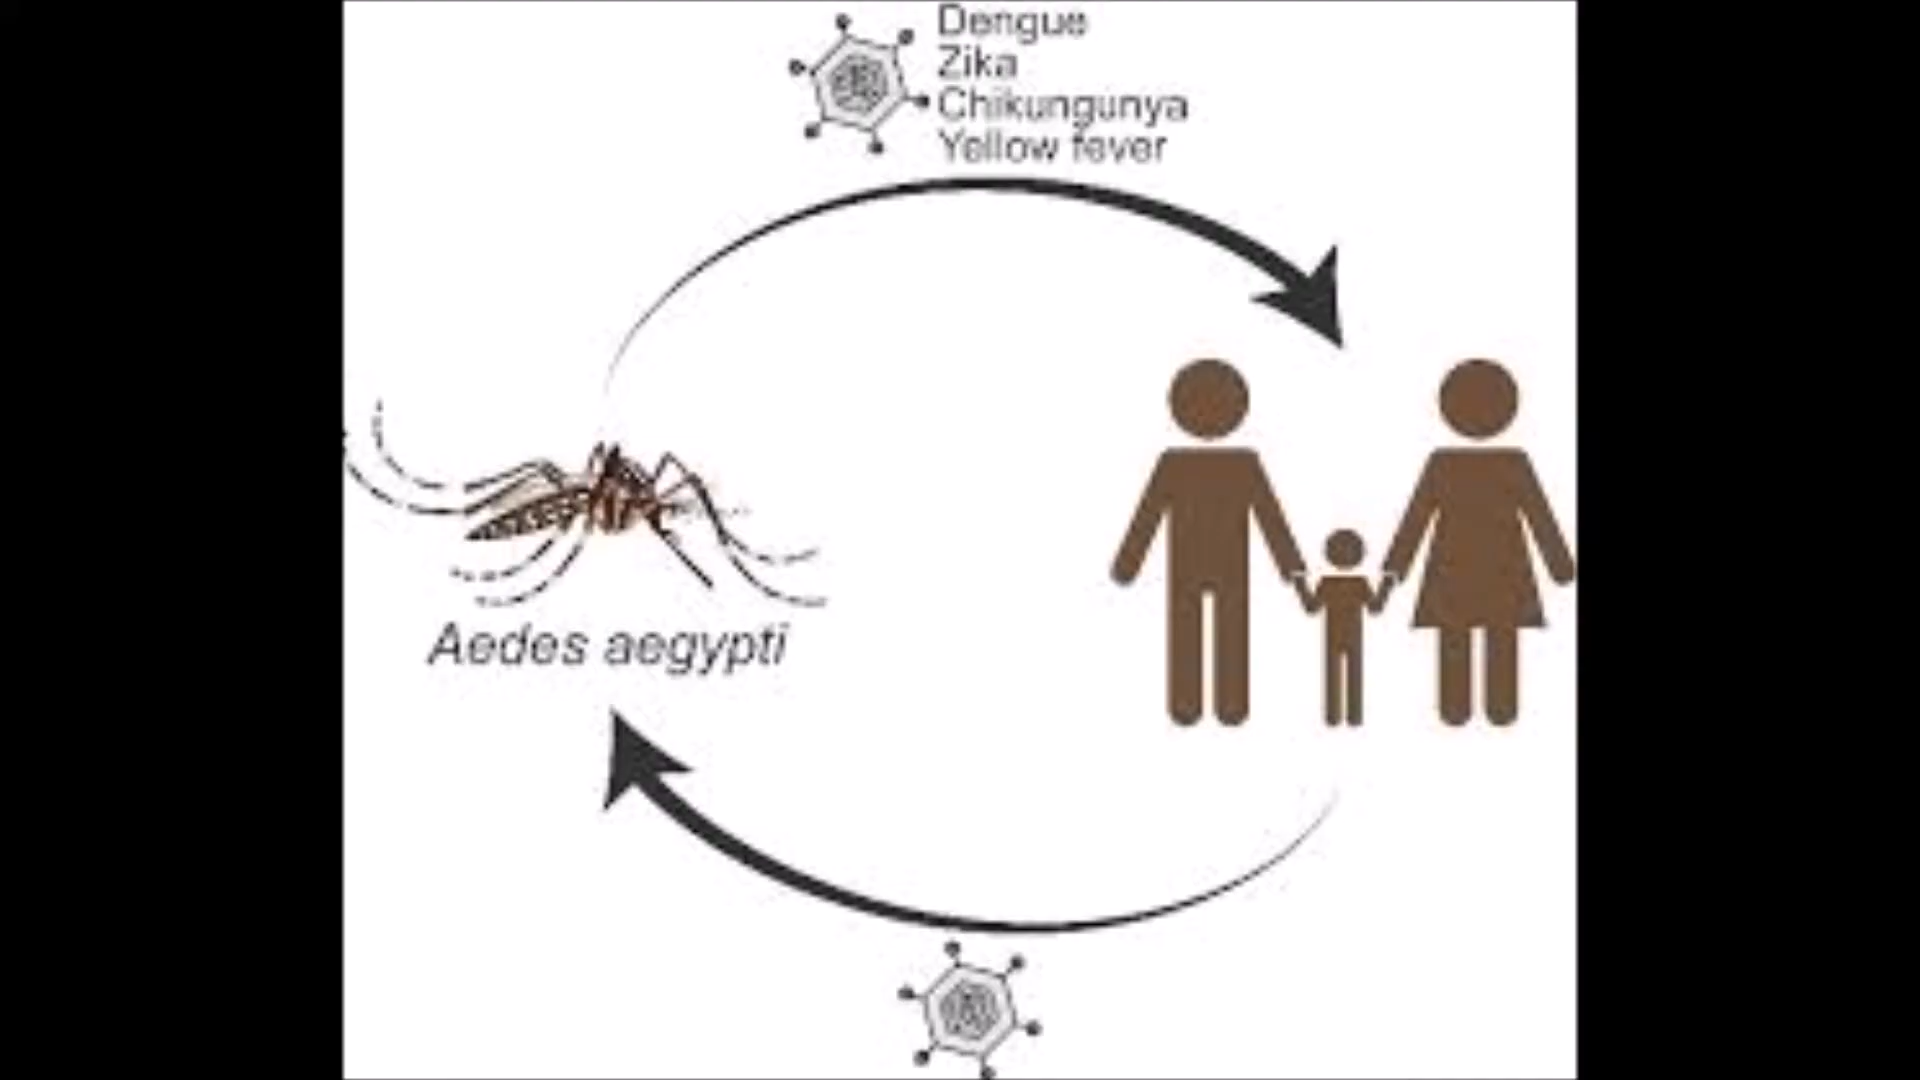 Dengue
Zika
Chikungunya
Yellow fever
Aedes aegypti